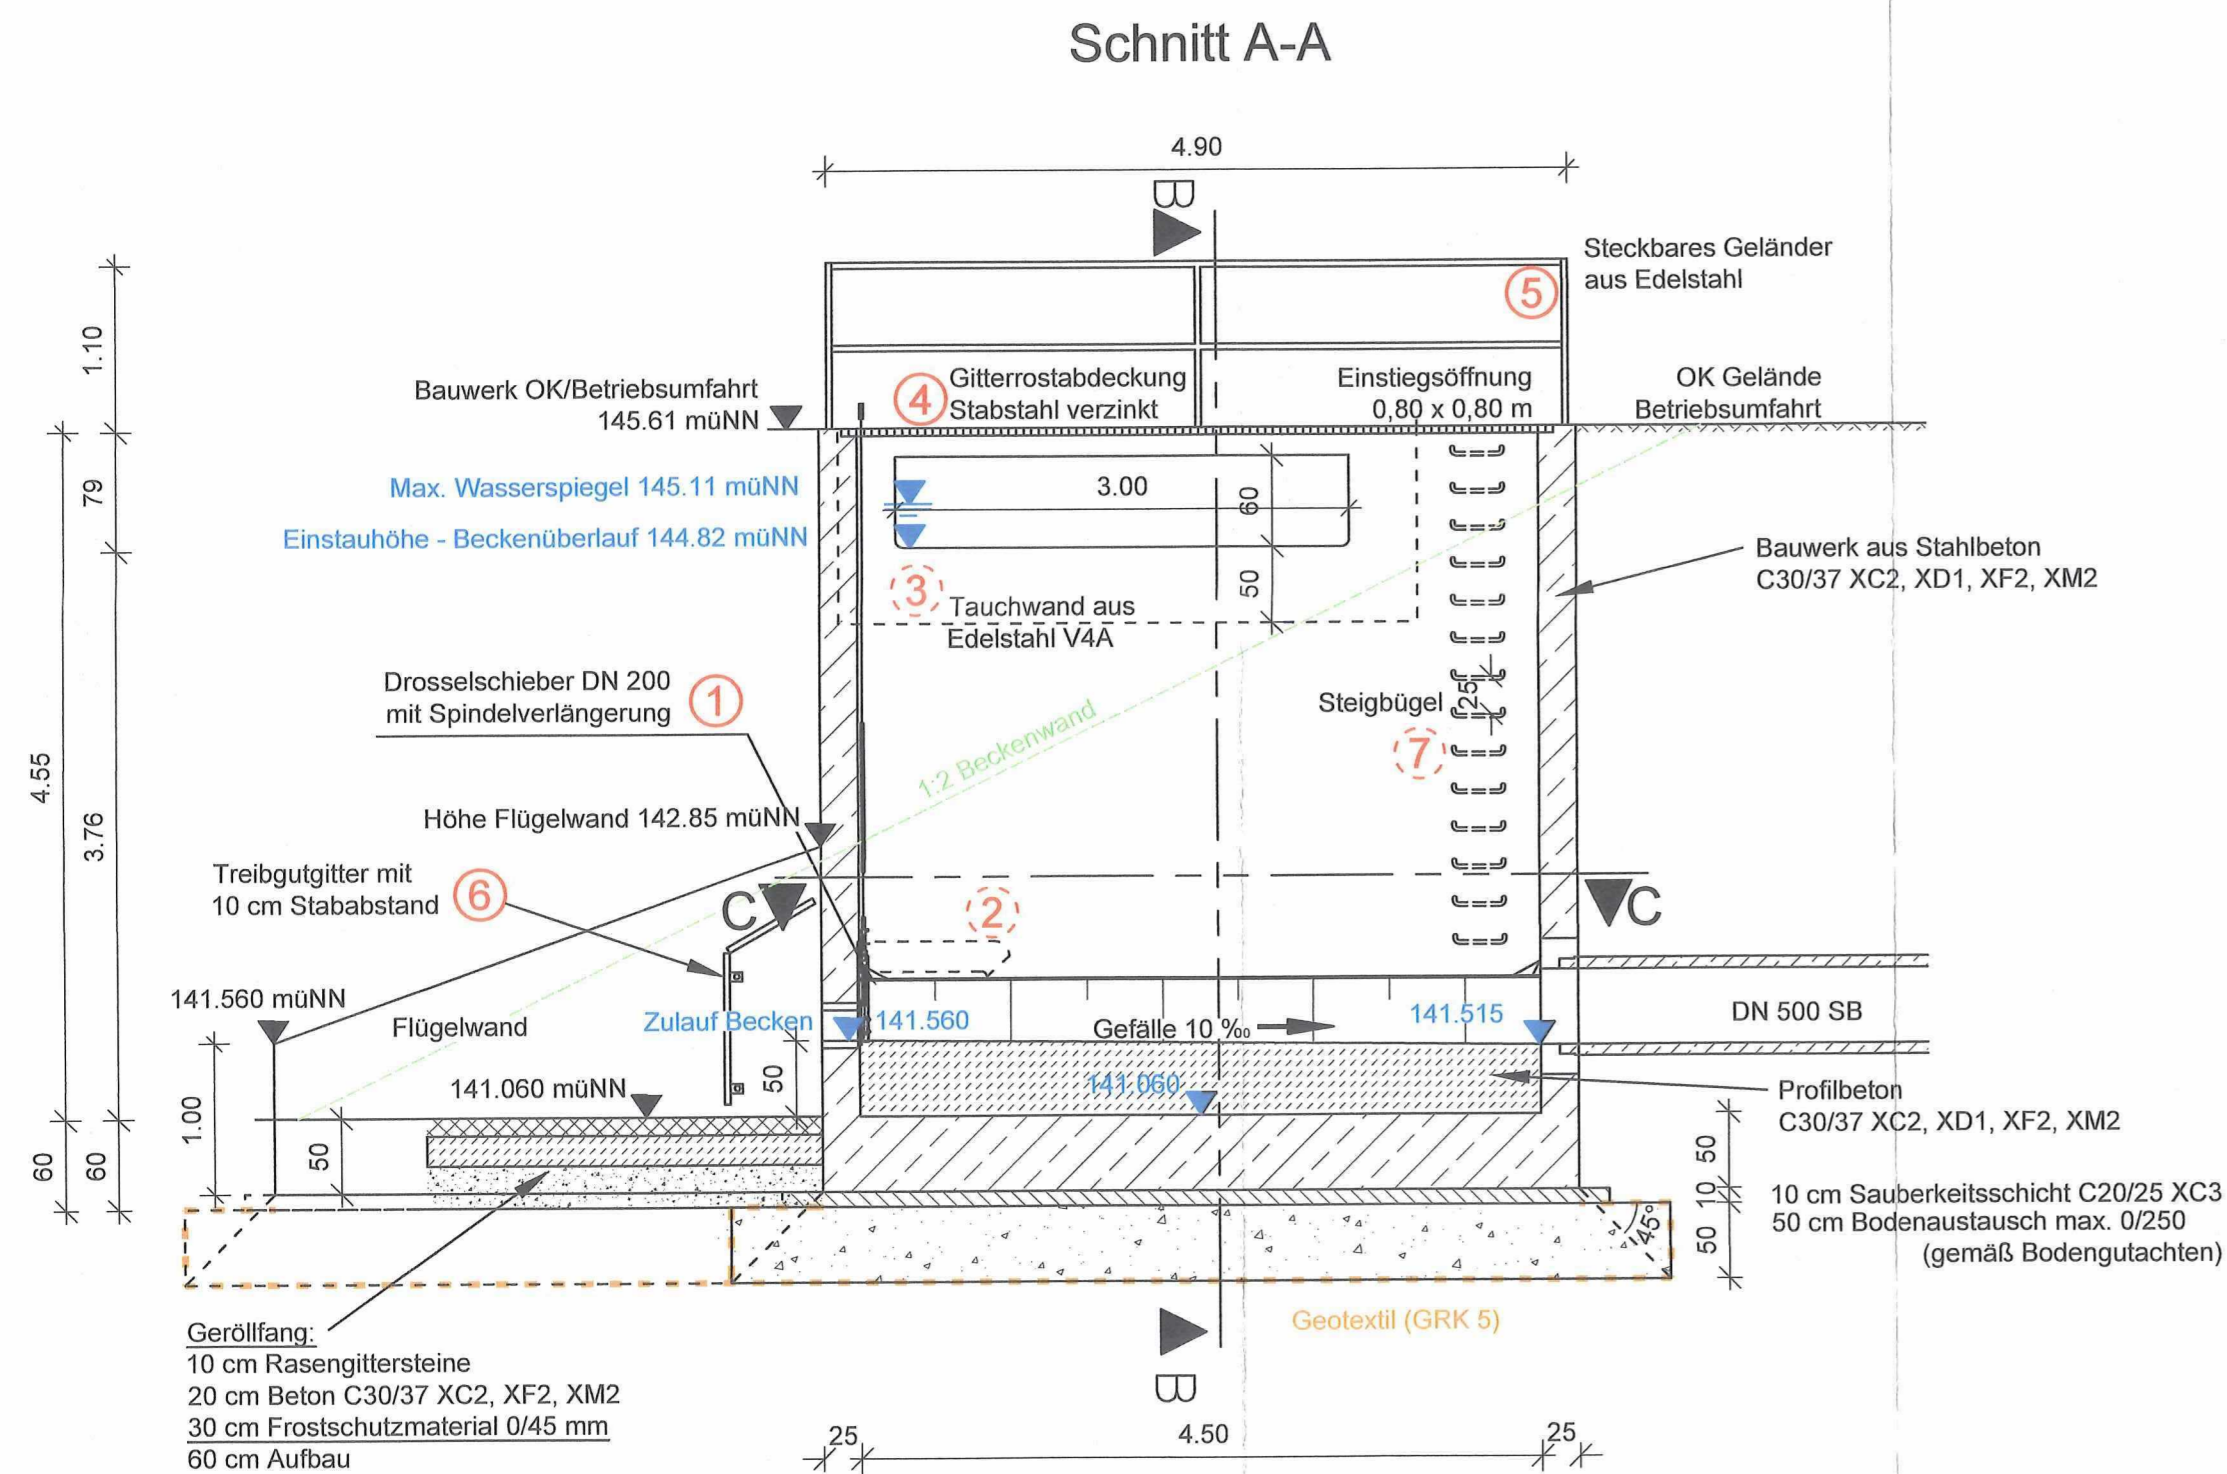 Schnitt A-A
4.90
B
Steckbares Geländer
aus Edelstahl
5
1.10
Bauwerk OK/Betriebsumfahrt
145.61 müNN
4
Gitterrostabdeckung
Stabstahl verzinkt
Einstiegsöffnung
0,80 x 0,80 m
OK Gelände
Betriebsumfahrt
79
Max. Wasserspiegel 145.11 müNN
3.00
60
Einstauhöhe - Beckenüberlauf 144.82 müNN
Bauwerk aus Stahlbeton
C30/37 XC2, XD1, XF2, XM2
3
50
Tauchwand aus
Edelstahl V4A
Drosselschieber DN 200
mit Spindelverlängerung
1
Steigbügel
25
7
1:2 Beckenwand
4.55
3.76
Höhe Flügelwand 142.85 müNN
Treibgutgitter mit
10 cm Stababstand
6
C
2
C
141.560 müNN
Flügelwand
Zulauf Becken
141.560
Gefälle 10 ‰
141.515
DN 500 SB
141.060 müNN
50
141.060
Profilbeton
C30/37 XC2, XD1, XF2, XM2
1.00
50
60
60
50
10
50
10 cm Sauberkeitsschicht C20/25 XC3
50 cm Bodenaustausch max. 0/250
(gemäß Bodengutachten)
45°
Geotextil (GRK 5)
B
Geröllfang:
10 cm Rasengittersteine
20 cm Beton C30/37 XC2, XF2, XM2
30 cm Frostschutzmaterial 0/45 mm
60 cm Aufbau
25
4.50
25